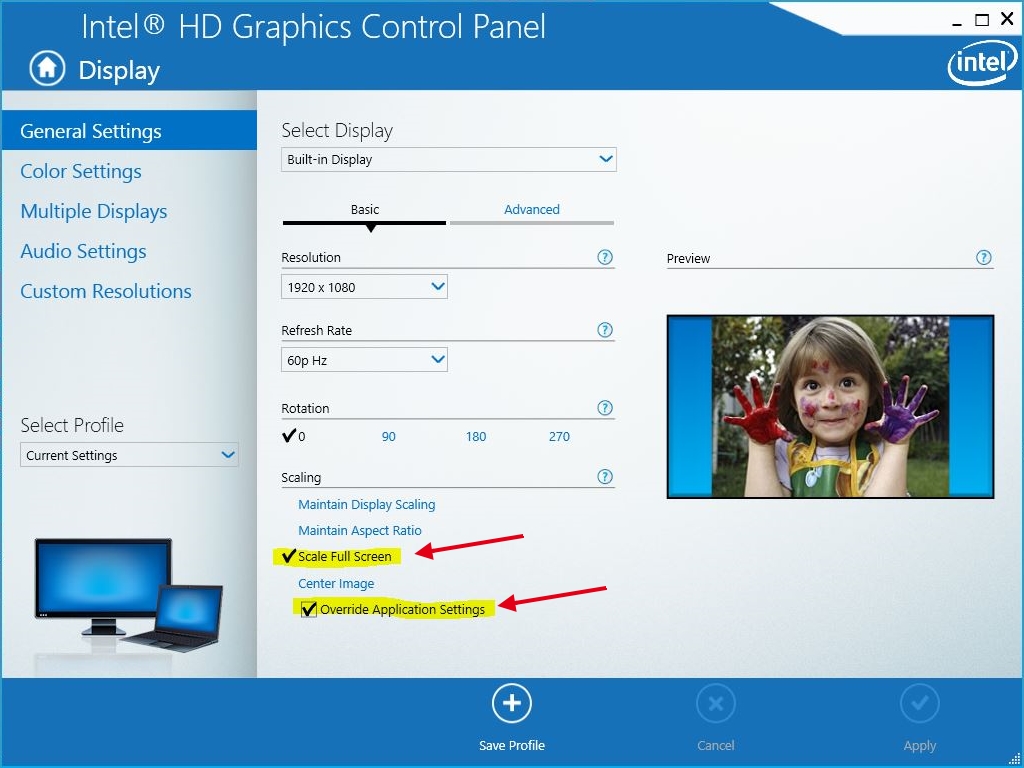 Intel® HD Graphics Control Panel
Display
intel
General Settings
Color Settings
Multiple Displays
Audio Settings
Custom Resolutions
Select Profile
Current Settings
Select Display
Built-in Display
Basic Advanced
Resolution ?
1920 x 1080
Refresh Rate ?
60p Hz
Rotation ?
0 90 180 270
Scaling ?
Maintain Display Scaling
Maintain Aspect Ratio
Scale Full Screen
Center Image
Override Application Settings
Preview ?
Save Profile Cancel Apply